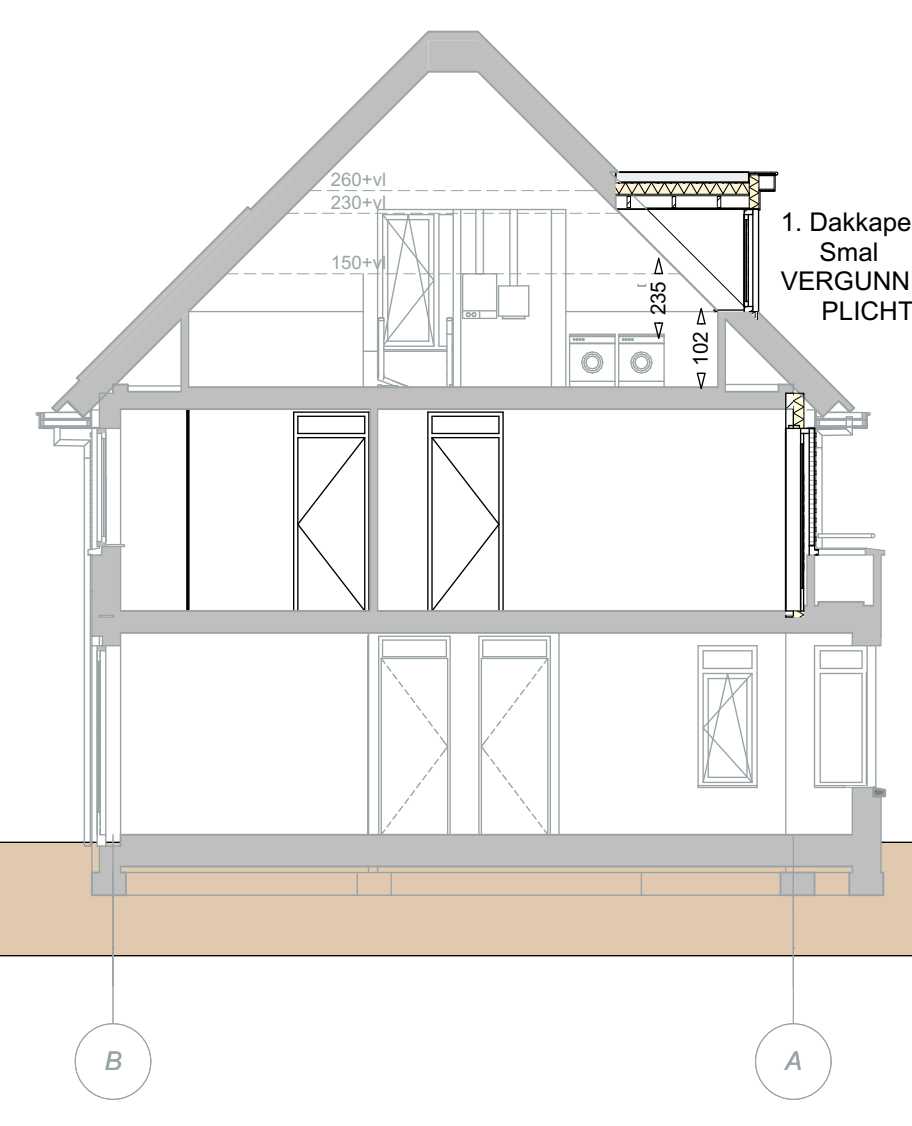 260+vl
230+vl
150+vl
1. Dakkape
Smal
VERGUNN
PLICHT
235
102
B
A